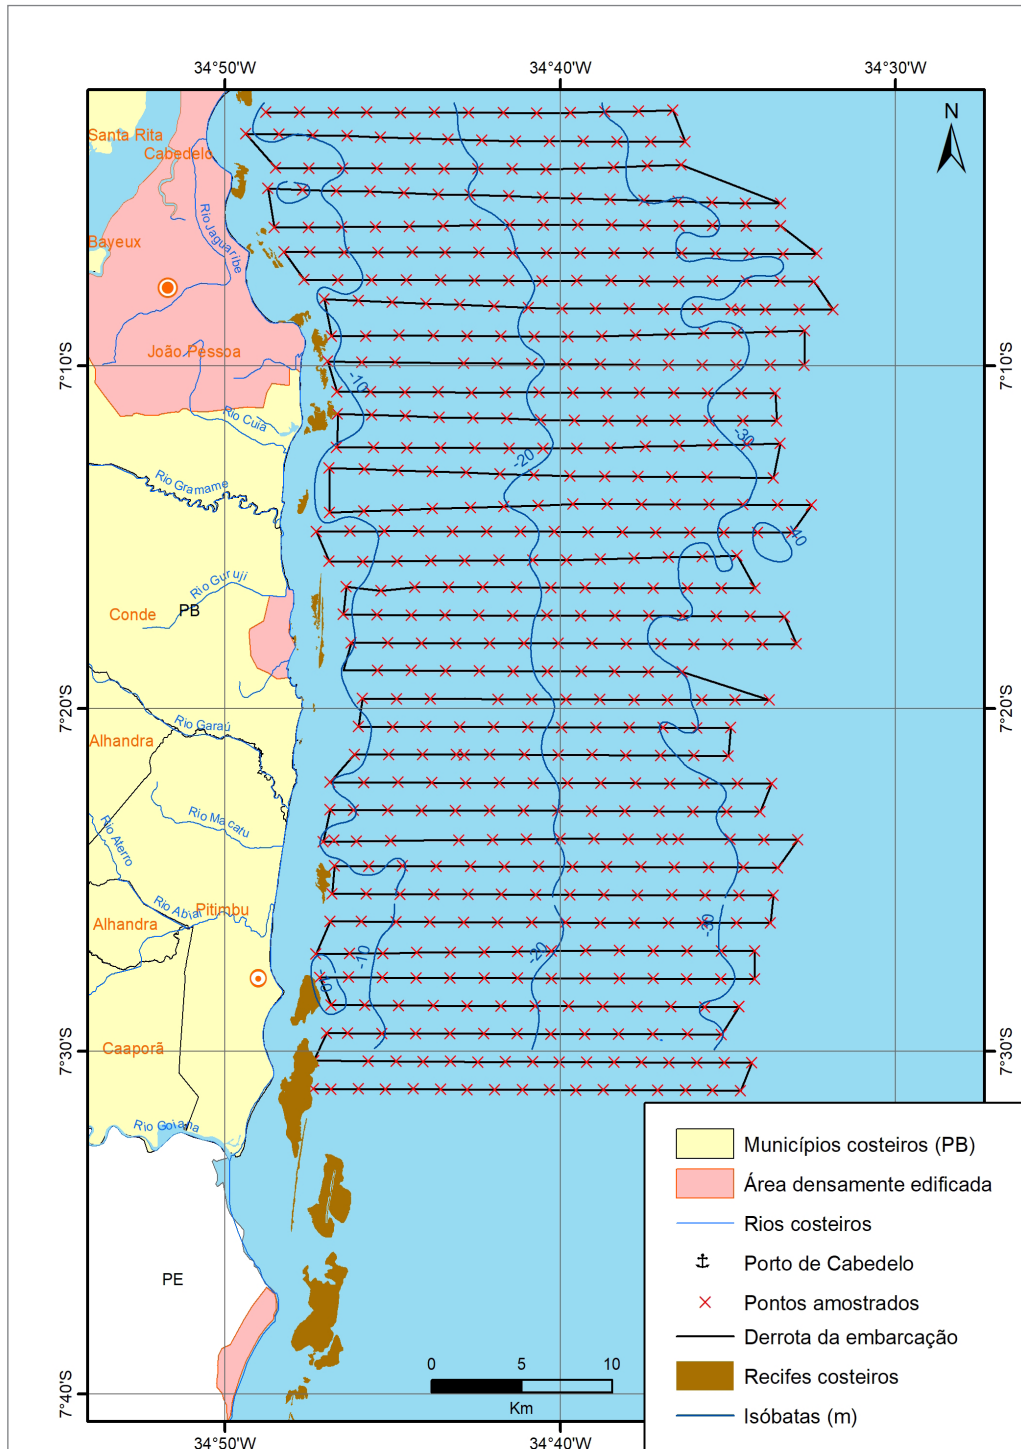 34°50'W 34°40'W 34°30'W
N
Santa Rita
Cabedelo
Rio Jaguaribe
Bayeux
João Pessoa
7°10'S 7°10'S
-10
Rio Cuiá
-30
-20
Rio Gramame
-40
Rio Guruji
Conde
PB
7°20'S 7°20'S
Rio Garaú
Alhandra
Rio Macatu
Rio Aterro
Rio Abiaí
Pitimbu
Alhandra
-30
-20
-10
-10
Caaporã
7°30'S 7°30'S
Rio Goiana
PE
7°40'S
0 5 10
Km
34°50'W 34°40'W
Municípios costeiros (PB)
Área densamente edificada
Rios costeiros
Porto de Cabedelo
Pontos amostrados
Derrota da embarcação
Recifes costeiros
Isóbatas (m)